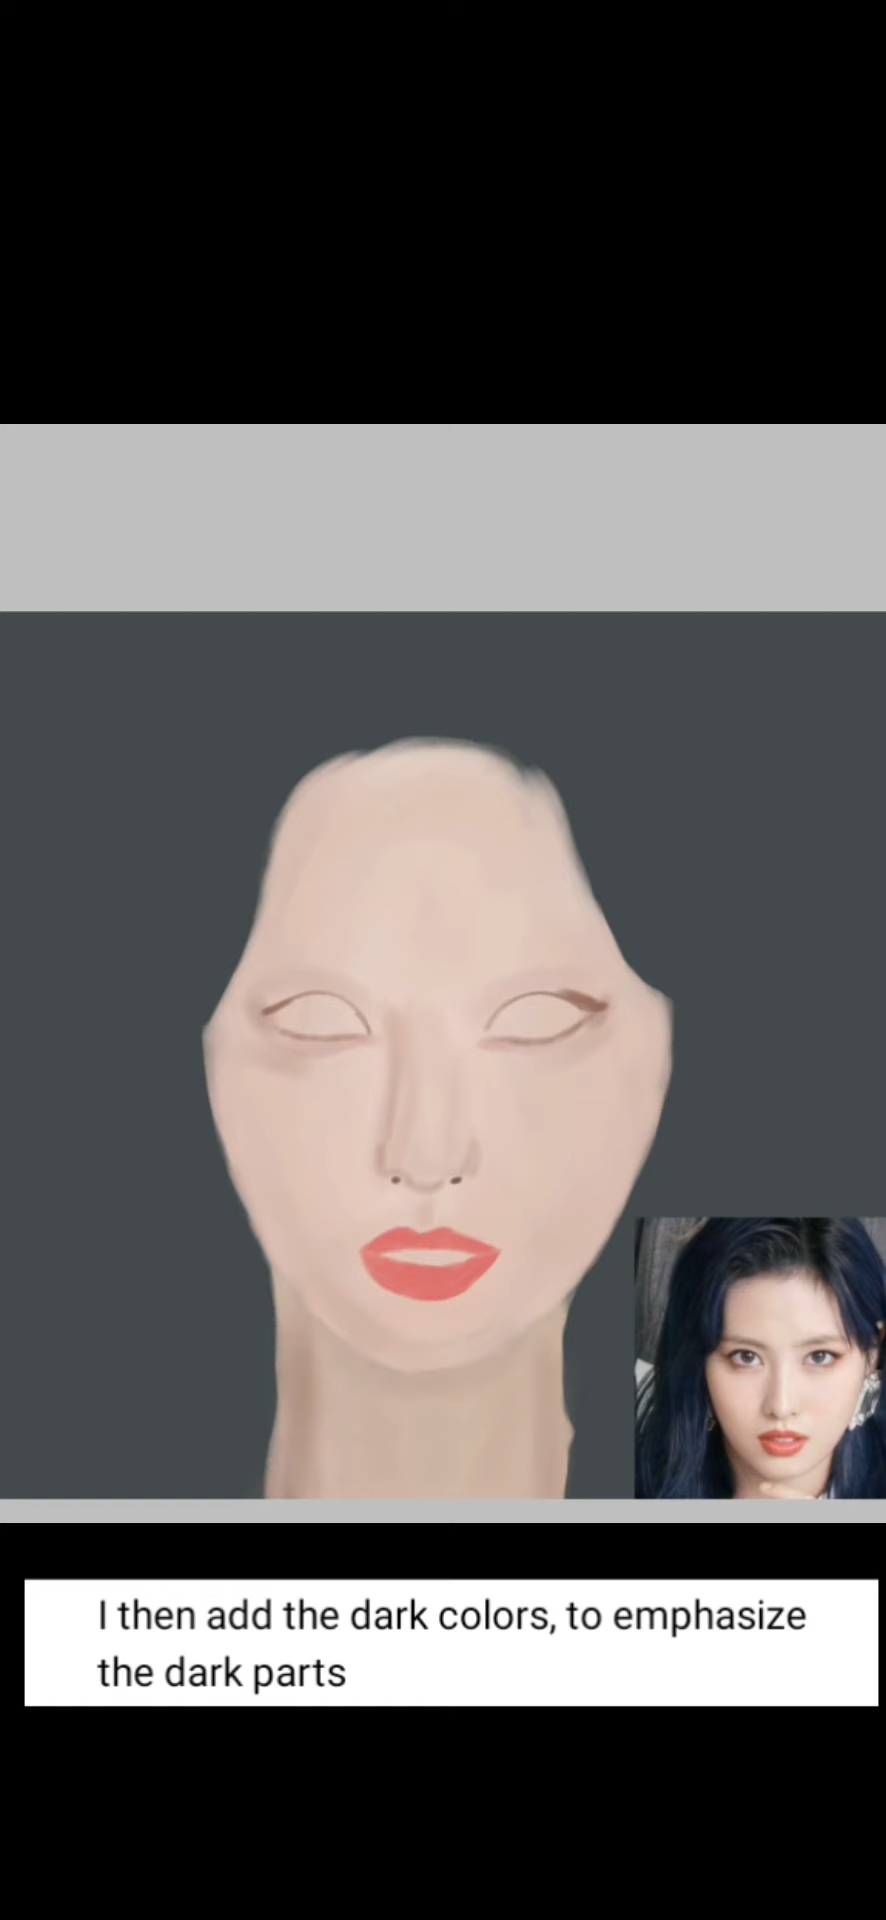 I then add the dark colors, to emphasize
the dark parts